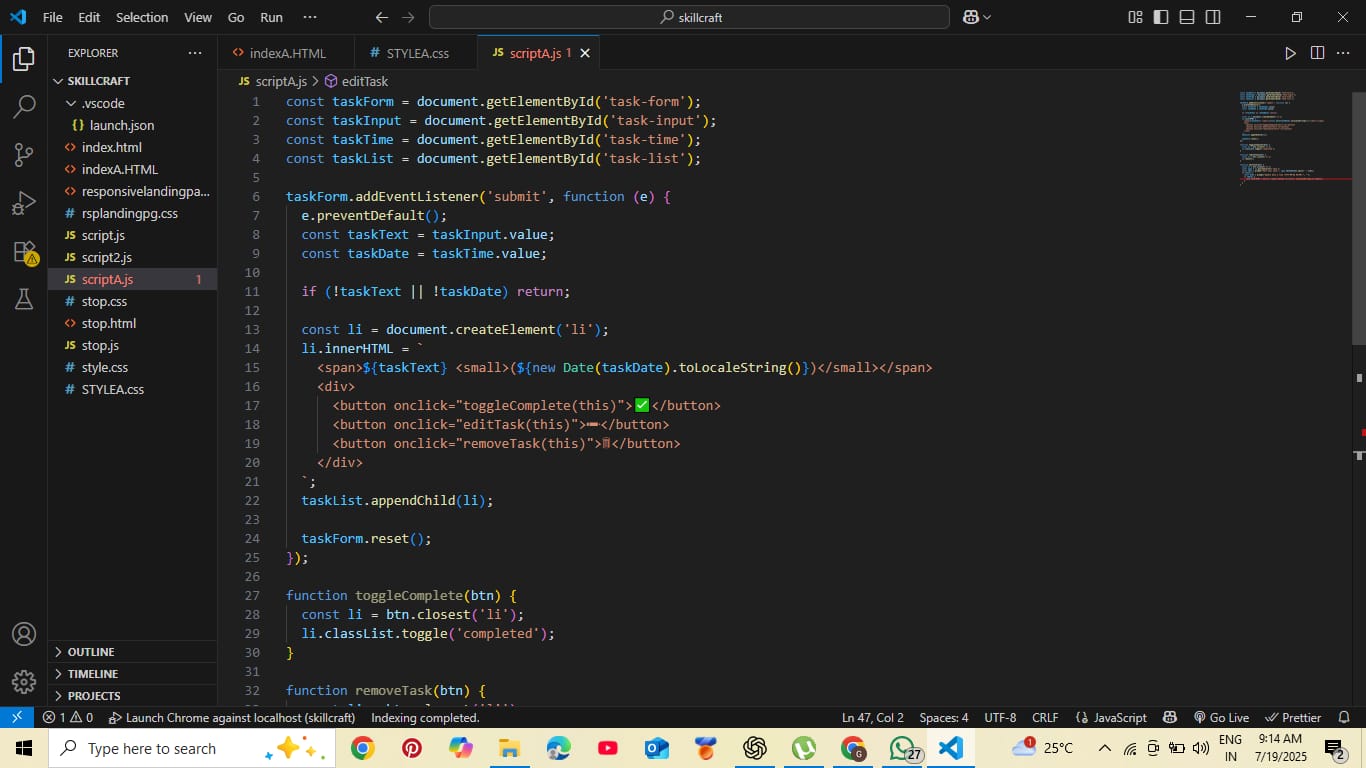 File Edit Selection View Go Run ···
skillcraft
EXPLORER ···
indexA.HTML
# STYLEA.css
JS scriptA.js 1
SKILLCRAFT
JS scriptA.js > editTask
.vscode
{} launch.json
index.html
indexA.HTML
responsivelandingpa...
# rsplandingpg.css
JS script.js
JS script2.js
JS scriptA.js 1
# stop.css
stop.html
JS stop.js
# style.css
# STYLEA.css
OUTLINE
TIMELINE
PROJECTS
1 const taskForm = document.getElementById('task-form');
2 const taskInput = document.getElementById('task-input');
3 const taskTime = document.getElementById('task-time');
4 const taskList = document.getElementById('task-list');
5
6 taskForm.addEventListener('submit', function (e) {
7 e.preventDefault();
8 const taskText = taskInput.value;
9 const taskDate = taskTime.value;
10
11 if (!taskText || !taskDate) return;
12
13 const li = document.createElement('li');
14 li.innerHTML = `
15 <span>${taskText} <small>(${new Date(taskDate).toLocaleString()})</small></span>
16 <div>
17 <button onclick="toggleComplete(this)">✅</button>
18 <button onclick="editTask(this)">✏</button>
19 <button onclick="removeTask(this)">🗑</button>
20 </div>
21 `;
22 taskList.appendChild(li);
23
24 taskForm.reset();
25 });
26
27 function toggleComplete(btn) {
28 const li = btn.closest('li');
29 li.classList.toggle('completed');
30 }
31
32 function removeTask(btn) {
1 0 Launch Chrome against localhost (skillcraft) Indexing completed.
Ln 47, Col 2 Spaces: 4 UTF-8 CRLF {} JavaScript Go Live Prettier
Type here to search
G
27
1
25°C
ENG
IN
9:14 AM
7/19/2025
2